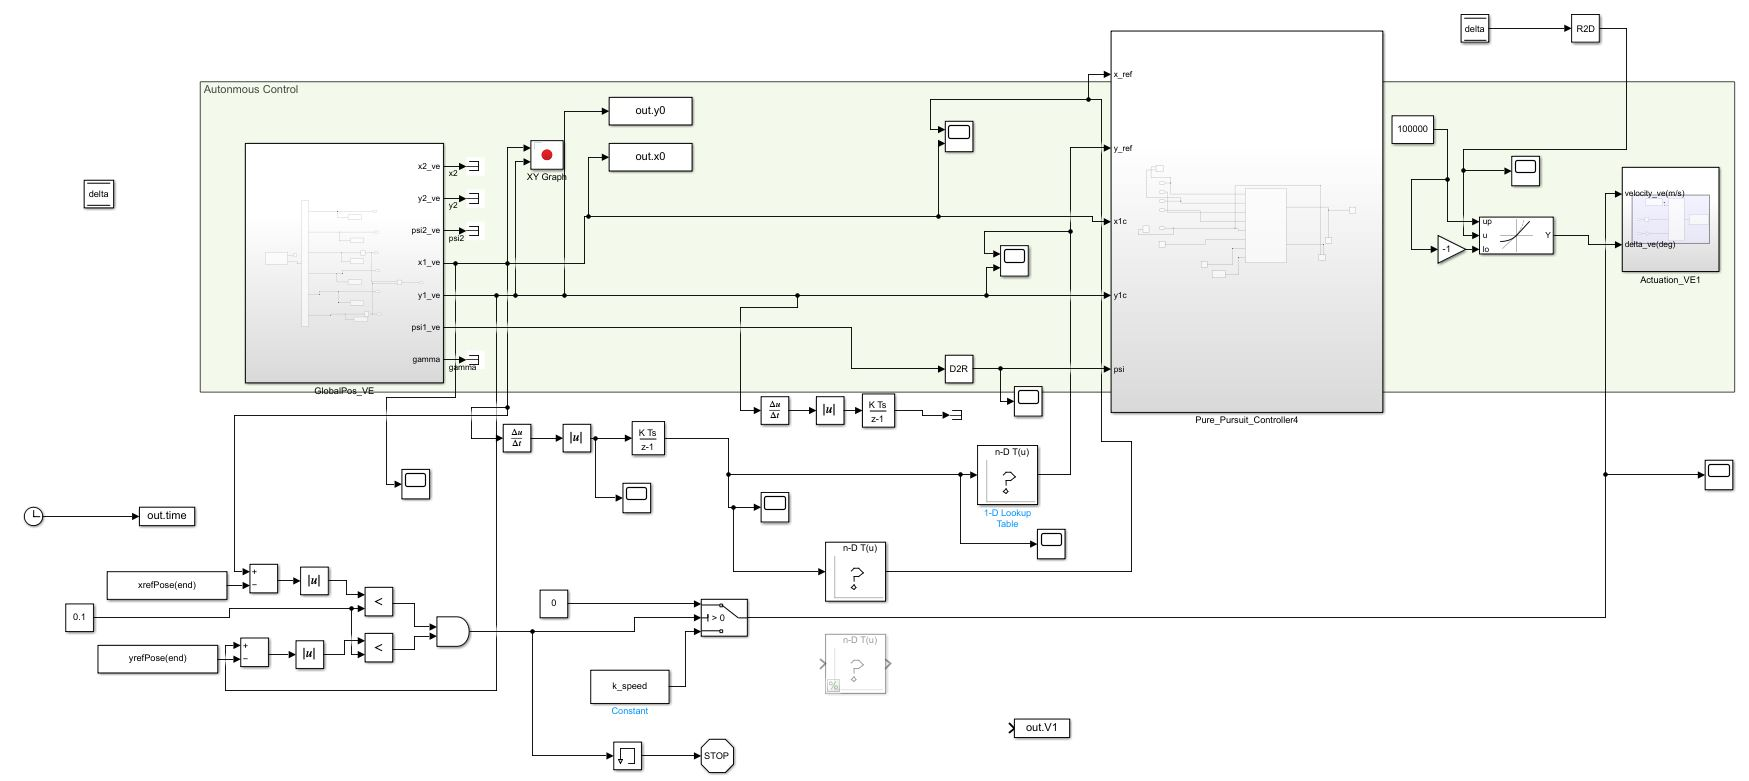 delta
R2D
x_ref
Autonmous Control
out.y0
100000
delta
x2_ve
x2
XY Graph
out.x0
y_ref
velocity_ve(m/s)
y2_ve
y2
psi2_ve
psi2
x1c
up
u
lo
Y
-1
delta_ve(deg)
x1_ve
y1_ve
y1c
Actuation_VE1
psi1_ve
gamma
gamma
D2R
psi
GlobalPos_VE
Δu
Δt
|u|
K Ts
z-1
Pure_Pursuit_Controller4
Δu
Δt
|u|
K Ts
z-1
n-D T(u)
1-D Lookup
Table
out.time
n-D T(u)
+
−
|u|
xrefPose(end)
<
0
0.1
> 0
+
−
|u|
<
yrefPose(end)
n-D T(u)
k_speed
%
Constant
out.V1
STOP